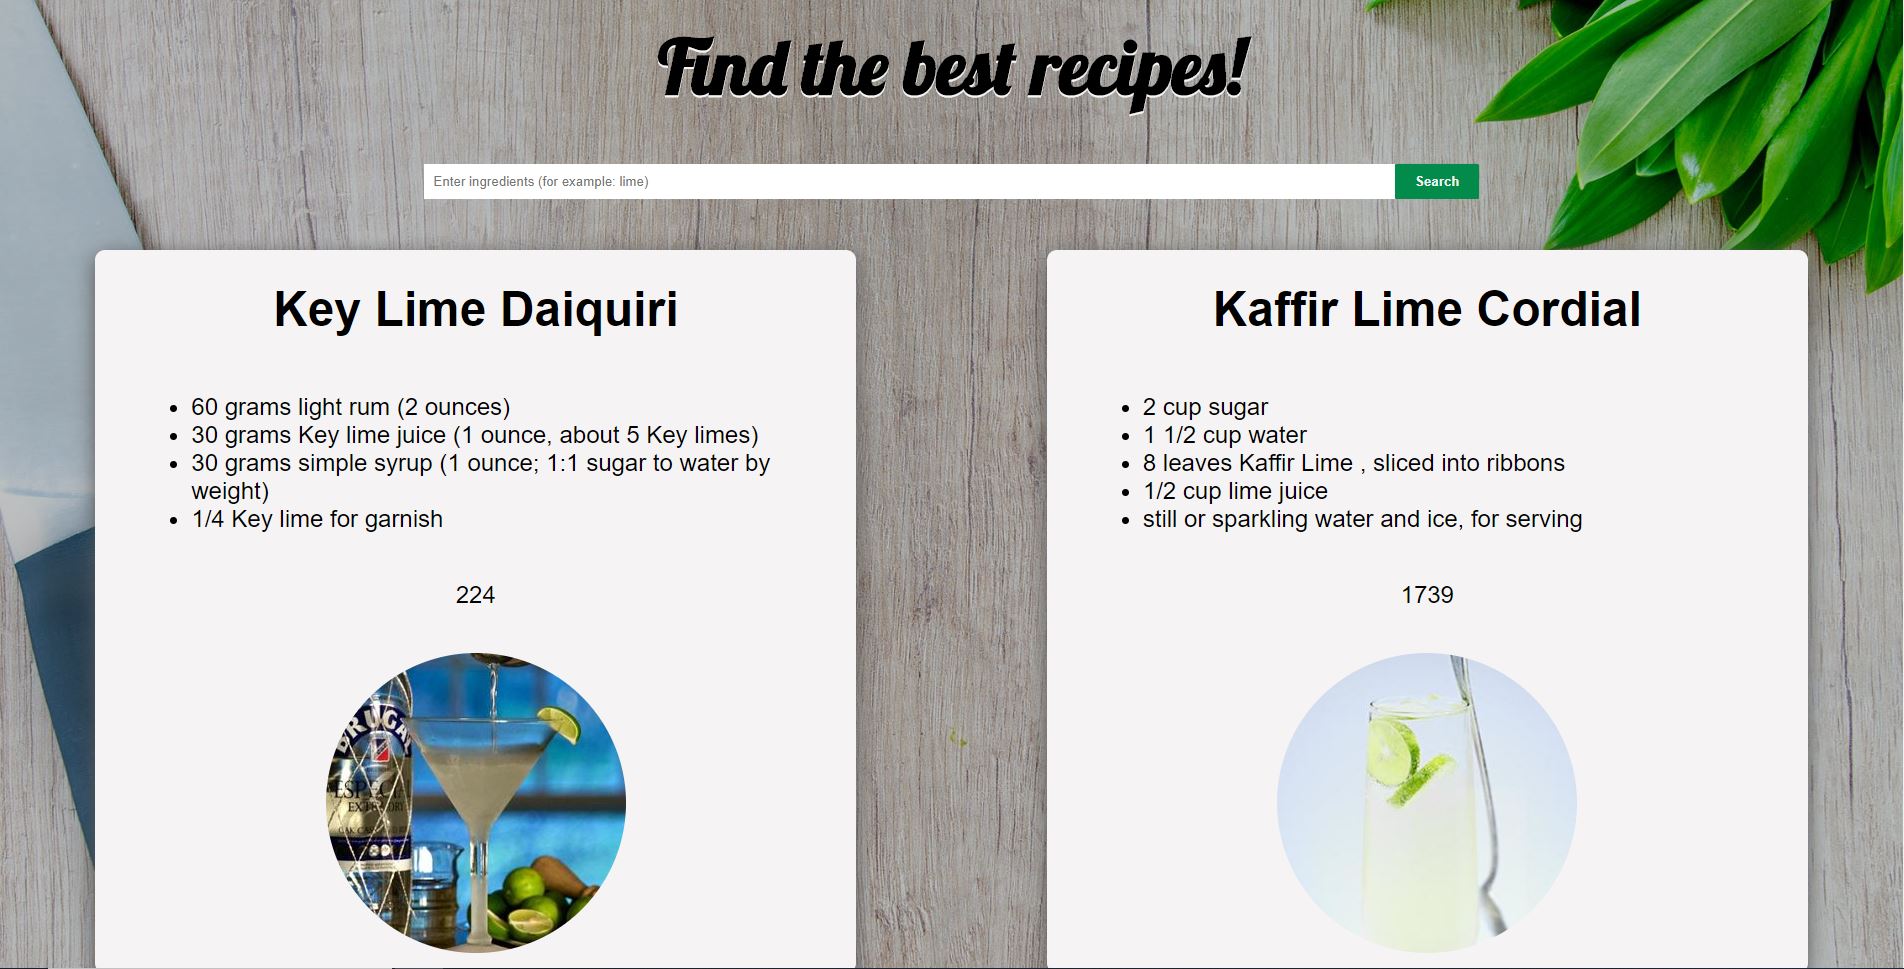 Find the best recipes!
Enter ingredients (for example: lime)
Search
Key Lime Daiquiri
60 grams light rum (2 ounces)
30 grams Key lime juice (1 ounce, about 5 Key limes)
30 grams simple syrup (1 ounce; 1:1 sugar to water by
weight)
1/4 Key lime for garnish
224
BRUGAL
ESPECIAL
EXTRA DRY
Kaffir Lime Cordial
2 cup sugar
1 1/2 cup water
8 leaves Kaffir Lime , sliced into ribbons
1/2 cup lime juice
still or sparkling water and ice, for serving
1739